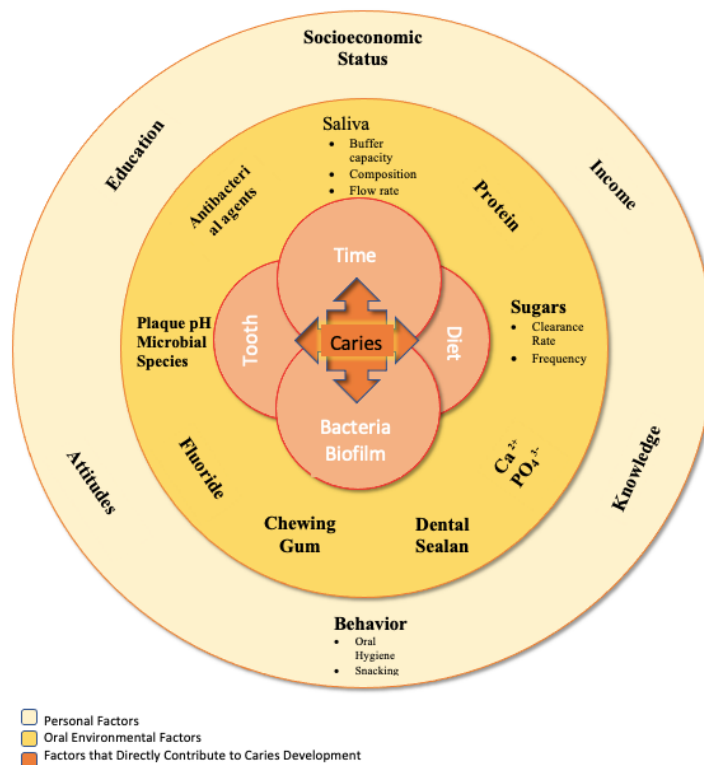 Socioeconomic
Status
Education
Income
Saliva
• Buffer
capacity
• Composition
• Flow rate
Antibacteri
al agents
Protein
Time
Plaque pH
Microbial
Species
Tooth
Caries
Diet
Sugars
• Clearance
Rate
• Frequency
Bacteria
Biofilm
Attitudes
Fluoride
Ca 2+
PO4 3-
Knowledge
Chewing
Gum
Dental
Sealan
Behavior
• Oral
Hygiene
• Snacking
Personal Factors
Oral Environmental Factors
Factors that Directly Contribute to Caries Development